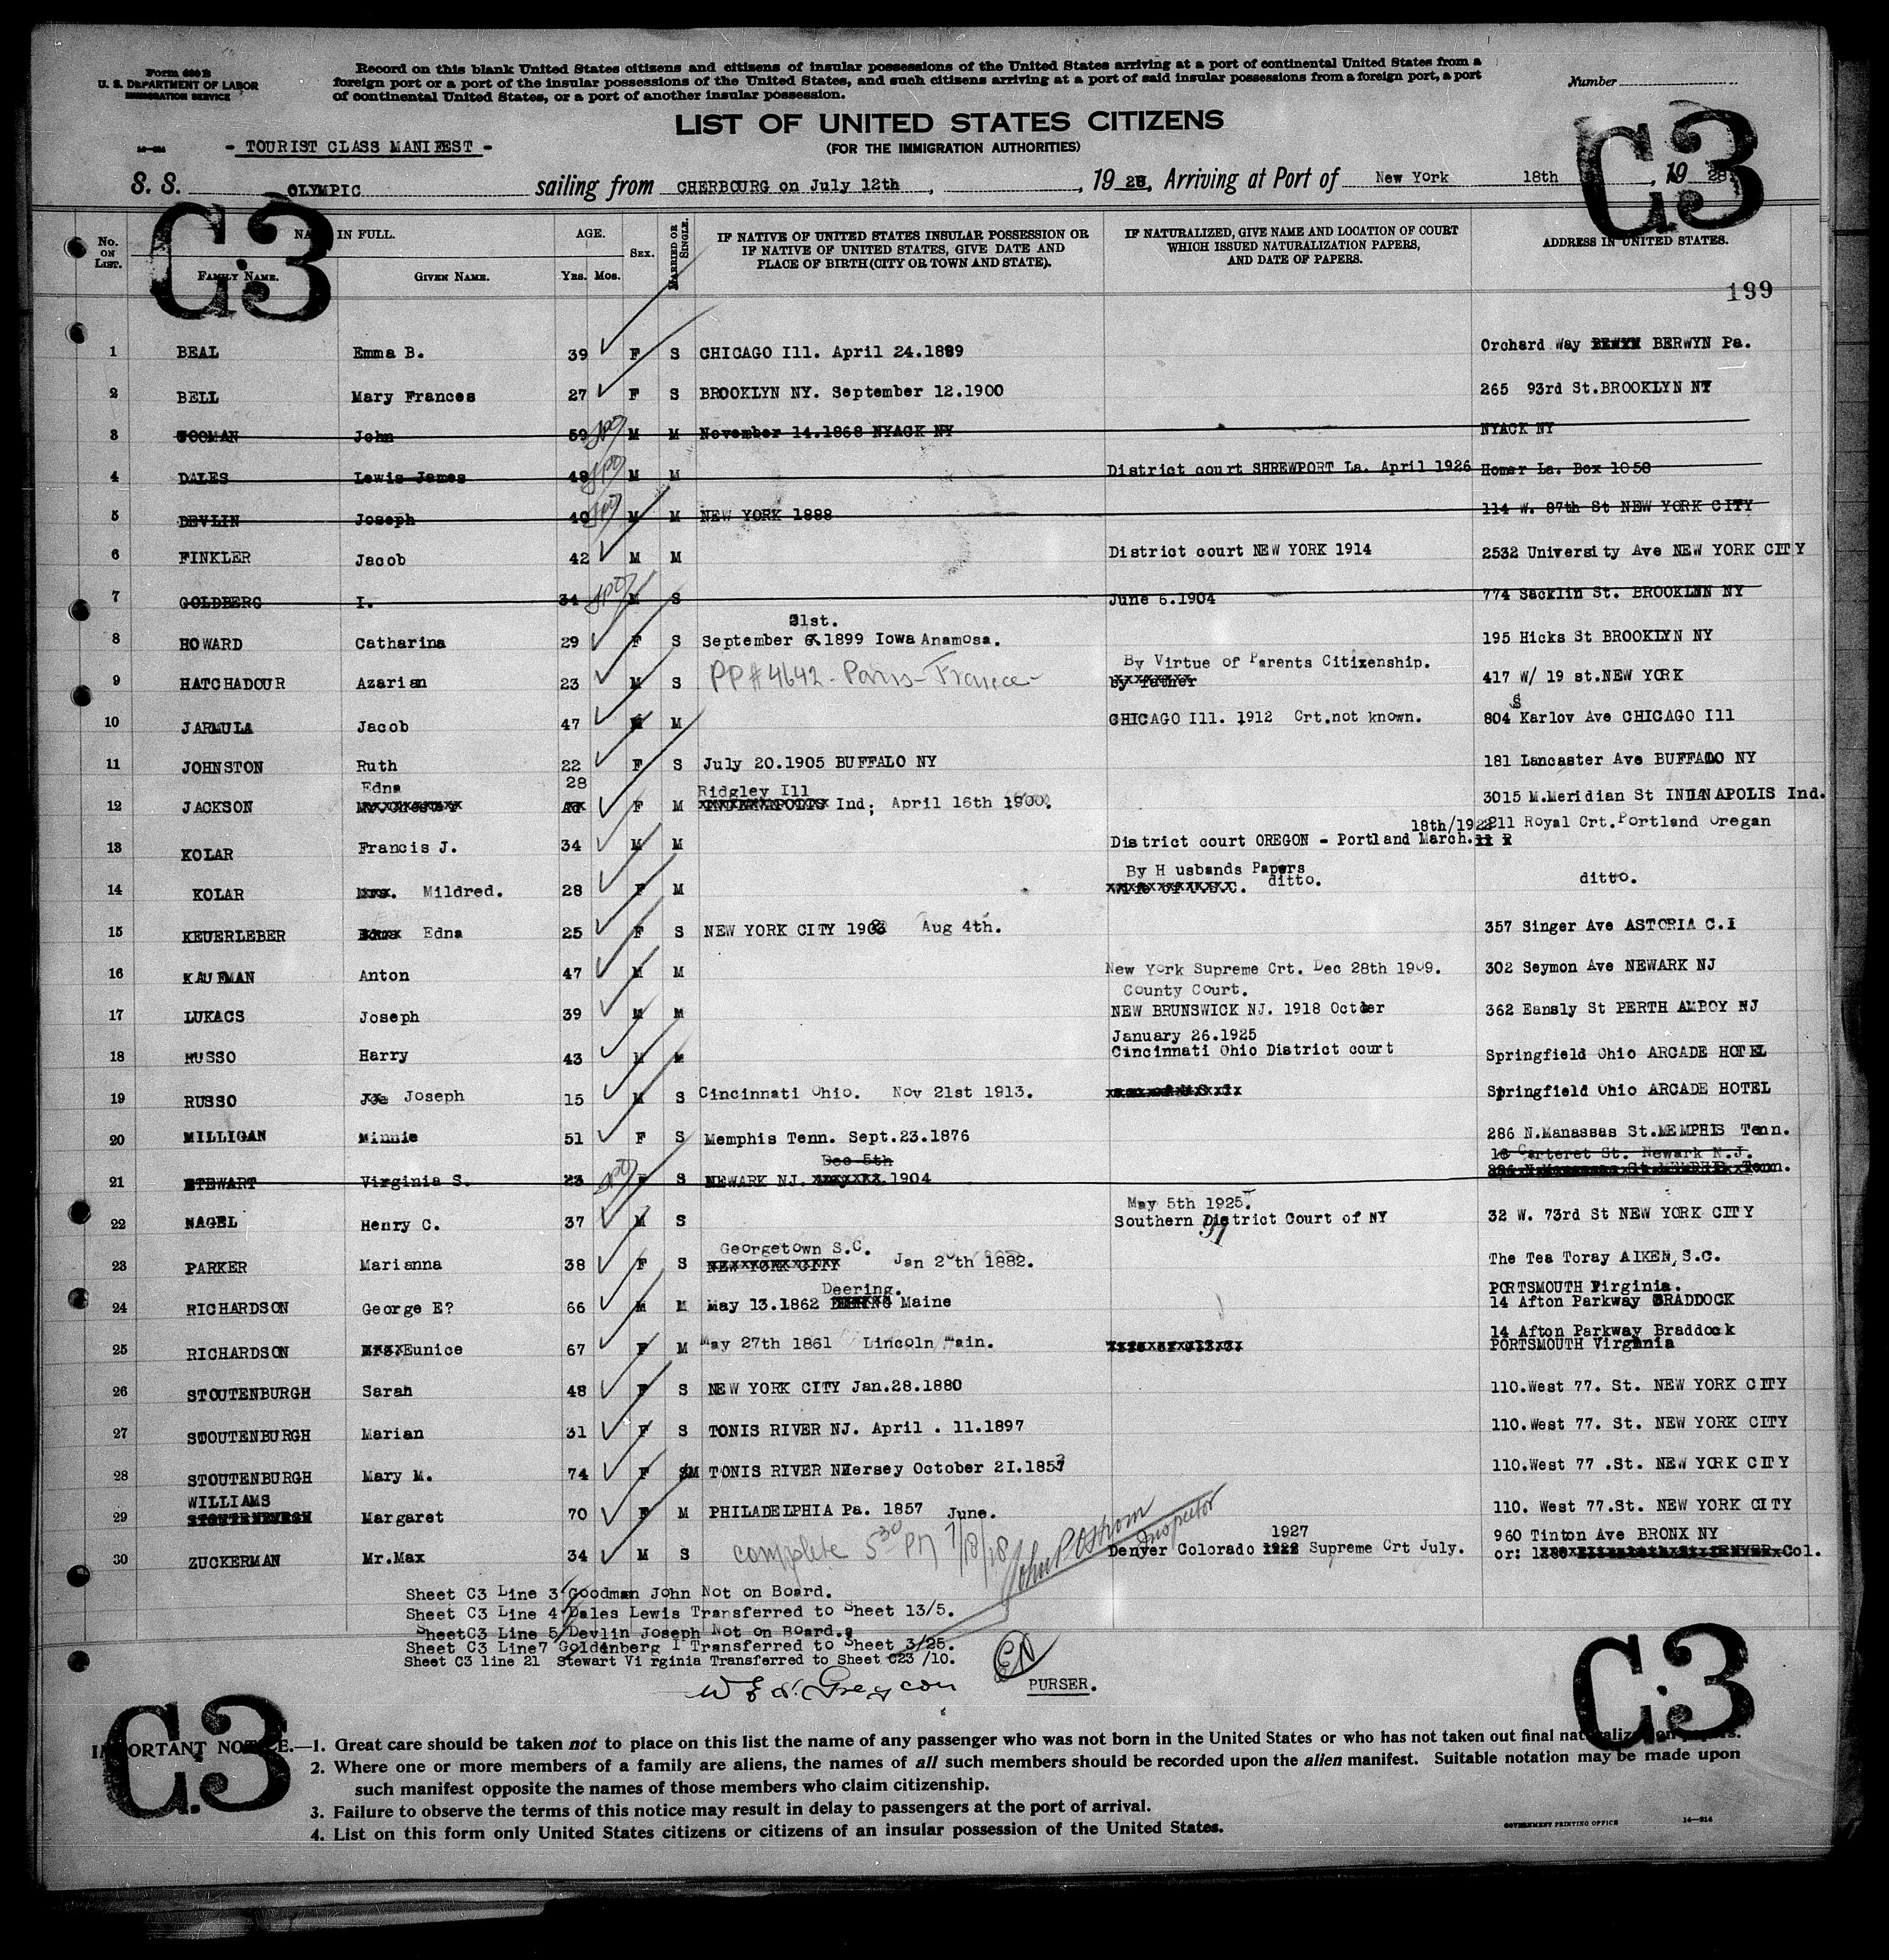 Form 630 B
U. S. DEPARTMENT OF LABOR
IMMIGRATION SERVICE
Record on this blank United States citizens and citizens of insular possessions of the United States arriving at a port of continental United States from a
foreign port or a port of the insular possessions of the United States, and such citizens arriving at a port of said insular possessions from a foreign port, a port
of continental United States, or a port of another insular possession.
Number
LIST OF UNITED STATES CITIZENS
(FOR THE IMMIGRATION AUTHORITIES)
- TOURIST CLASS MANIFEST -
C3
C3
S. S. OLYMPIC sailing from CHERBOURG on July 12th , , 19 28, Arriving at Port of New York 18th , 19 28
No. ON LIST. NAME IN FULL. AGE. SEX. MARRIED OR SINGLE. IF NATIVE OF UNITED STATES INSULAR POSSESSION OR IF NATIVE OF UNITED STATES, GIVE DATE AND PLACE OF BIRTH (CITY OR TOWN AND STATE). IF NATURALIZED, GIVE NAME AND LOCATION OF COURT WHICH ISSUED NATURALIZATION PAPERS, AND DATE OF PAPERS. ADDRESS IN UNITED STATES.
FAMILY NAME. GIVEN NAME. Yrs. Mos.
199
1 BEAL Emma B. 39 F S CHICAGO Ill. April 24.1889 Orchard Way BERWYN Pa.
2 BELL Mary Frances 27 F S BROOKLYN NY. September 12.1900 265 93rd St.BROOKLYN NY
3 John 59 M M November 14.1868 NYACK NY NYACK NY
4 DALES Lewis James 48 M M District court SHREWPORT La. April 1926 Homer La. Box 1058
5 DEVLIN Joseph 40 M M NEW YORK 1888 114 W. 87th St NEW YORK CITY
6 FINKLER Jacob 42 M M District court NEW YORK 1914 2532 University Ave NEW YORK CITY
7 GOLDBERG I. 34 M S June 6.1904 774 Sacklin St. BROOKLNN NY
21st.
8 HOWARD Catharina 29 F S September 1899 Iowa Anamosa. 195 Hicks St BROOKLYN NY
By Virtue of Parents Citizenship.
9 HATCHADOUR Azarian 23 M S PP#4642 - Paris - France - by father 417 W/ 19 st.NEW YORK
S
10 JARMULA Jacob 47 M M CHICAGO Ill. 1912 Crt.not known. 804 Karlov Ave CHICAGO Ill
11 JOHNSTON Ruth 22 F S July 20.1905 BUFFALO NY 181 Lancaster Ave BUFFALO NY
Edna 28 Ridgley Ill
12 JACKSON F M Ind; April 16th 1900. 3015 M.Meridian St INDIANAPOLIS Ind.
18th/1922 211 Royal Crt.Portland Oregan
13 KOLAR Francis J. 34 M M District court OREGON - Portland March.
By H usbands Papers
14 KOLAR Mildred. 28 F M ditto. ditto.
15 KEUERLEBER Edna 25 F S NEW YORK CITY 1903 Aug 4th. 357 Singer Ave ASTORIA C.I
16 KAUFMAN Anton 47 M M New York Supreme Crt. Dec 28th 1909. 302 Seymon Ave NEWARK NJ
County Court.
17 LUKACS Joseph 39 M M NEW BRUNSWICK NJ. 1918 362 Eansly St PERTH AMBOY NJ
January 26.1925
18 RUSSO Harry 43 M M Cincinnati Ohio District court Springfield Ohio ARCADE HOTEL
19 RUSSO Joseph 15 M S Cincinnati Ohio. Nov 21st 1913. Springfield Ohio ARCADE HOTEL
20 MILLIGAN Minnie 51 F S Memphis Tenn. Sept.23.1876 286 N.Manassas St.MEMPHIS Tenn.
Dec 5th 16 Carteret St. Newark N.J.
21 STEWART Virginia S. 23 F S NEWARK NJ. 1904
May 5th 1925.
22 NAGEL Henry C. 37 M S Southern District Court of NY 32 W. 73rd St NEW YORK CITY
Georgetown S.C.
23 PARKER Marianna 38 F S NEW YORK CITY Jan 20th 1882. The Tea Toray AIKEN, S.C.
Deering. PORTSMOUTH Virginia.
24 RICHARDSON George E? 66 M M May 13.1862 Maine 14 Afton Parkway BRADDOCK
14 Afton Parkway Braddock
25 RICHARDSON Eunice 67 F M May 27th 1861 Lincoln Main. PORTSMOUTH Virginia
26 STOUTENBURGH Sarah 48 F S NEW YORK CITY Jan.28.1880 110.West 77. St. NEW YORK CITY
27 STOUTENBURGH Marian 31 F S TONIS RIVER NJ. April . 11.1897 110.West 77. St. NEW YORK CITY
28 STOUTENBURGH Mary M. 74 F M TONIS RIVER October 21.1853 110.West 77 .St. NEW YORK CITY
WILLIAMS
29 STOUTENBURGH Margaret 70 F M PHILADELPHIA Pa. 1857 June. 110. West 77.St. NEW YORK CITY
1927 960 Tinton Ave BRONX NY
30 ZUCKERMAN Mr.Max 34 M S Denver Colorado Supreme Crt July. or: Col.
complete 5 30 PM 7/18/28
John P Ostrom
Inspector
Sheet C3 Line 3 Goodman John Not on Board.
Sheet C3 Line 4 Dales Lewis Transferred to Sheet 13/5.
SheetC3 Line 5 Devlin Joseph Not on Board.
Sheet C3 Line7 Goldenberg I Transferred to Sheet 3/25.
Sheet C3 line 21 Stewart Vi rginia Transferred to Sheet C23 /10.
EN
PURSER.
C3
C3
IMPORTANT NOTICE.—1. Great care should be taken not to place on this list the name of any passenger who was not born in the United States or who has not taken out final naturalization papers.
2. Where one or more members of a family are aliens, the names of all such members should be recorded upon the alien manifest. Suitable notation may be made upon
such manifest opposite the names of those members who claim citizenship.
3. Failure to observe the terms of this notice may result in delay to passengers at the port of arrival.
4. List on this form only United States citizens or citizens of an insular possession of the United States.
GOVERNMENT PRINTING OFFICE 14—314